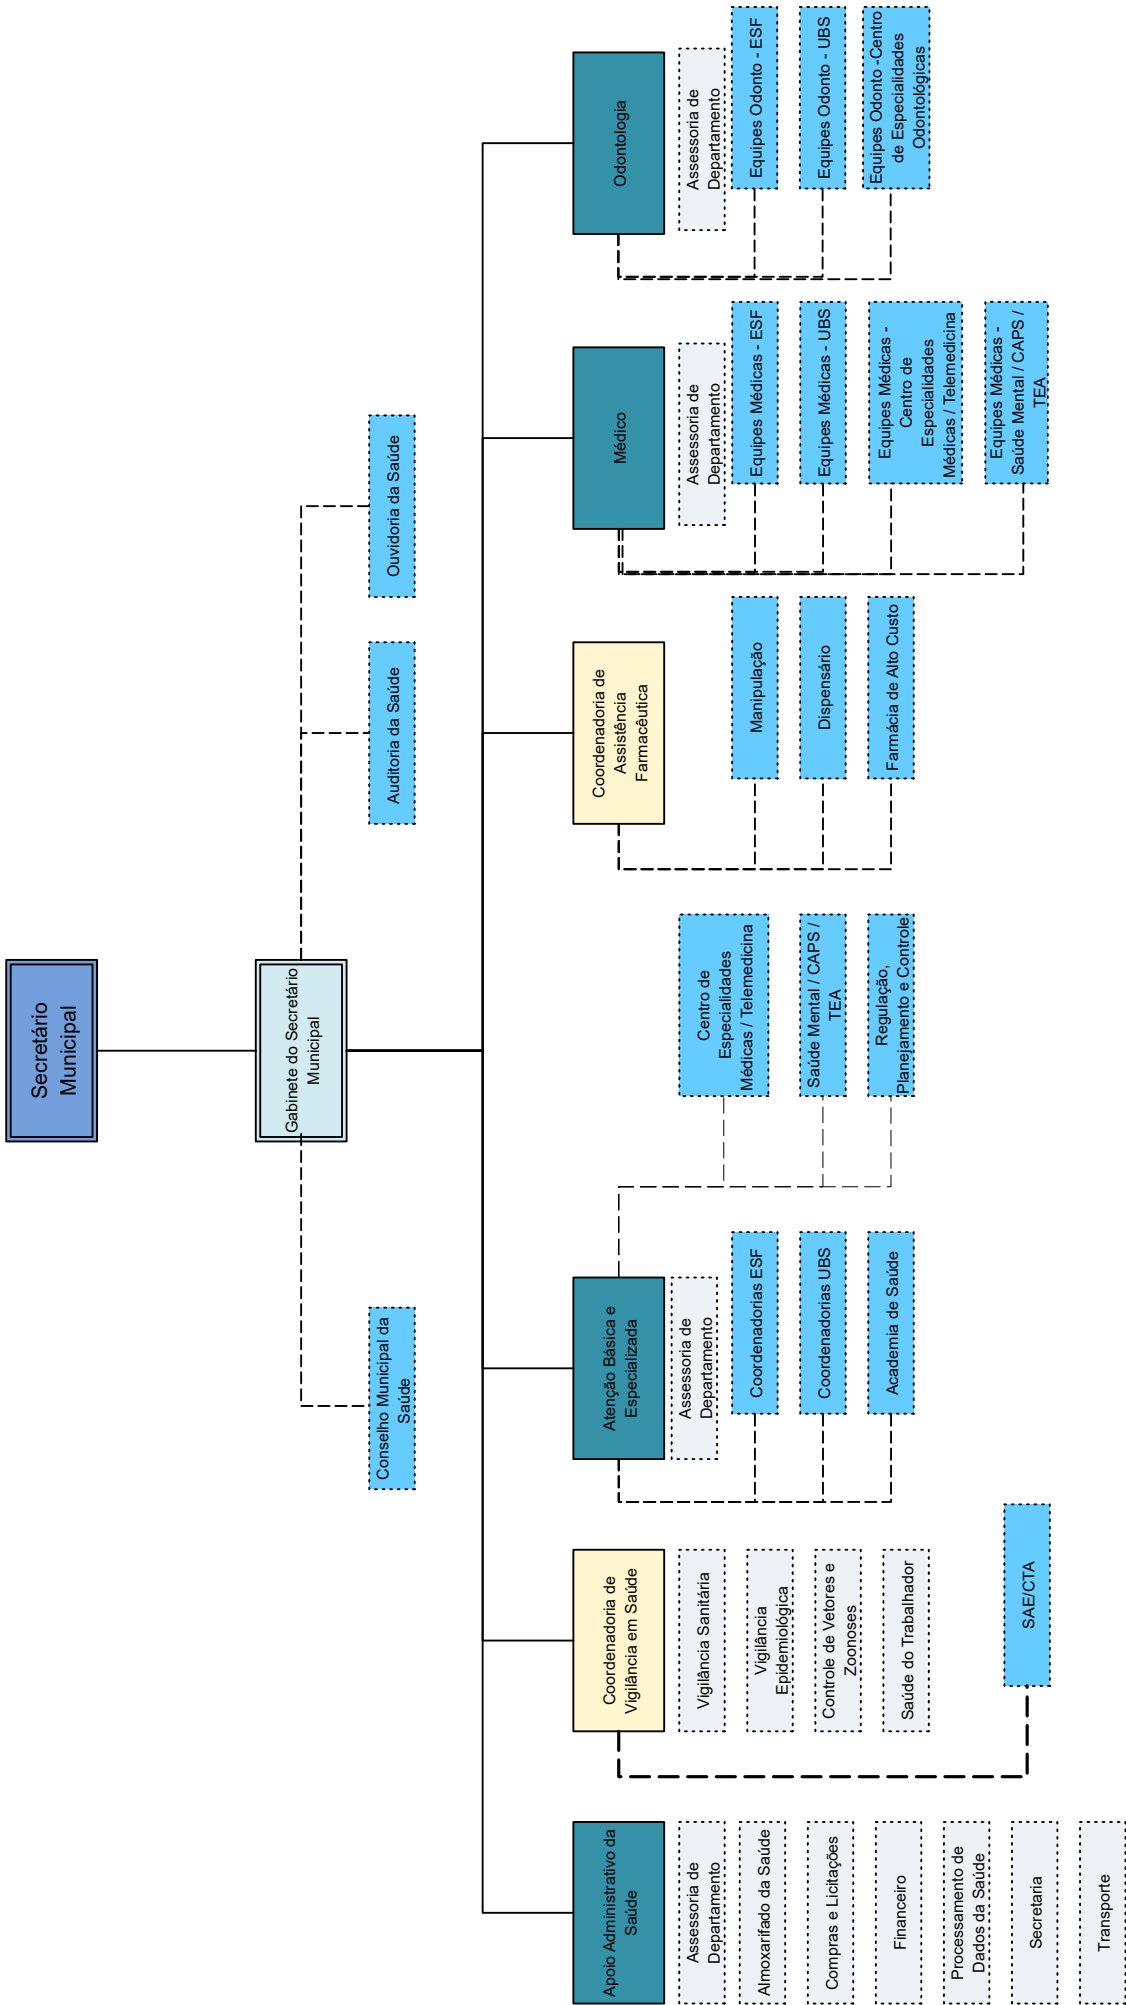 Secretário
Municipal
Gabinete do Secretário
Municipal
Conselho Municipal da
Saúde
Auditoria da Saúde
Ouvidoria da Saúde
Apoio Administrativo da
Saúde
Assessoria de
Departamento
Almoxarifado da Saúde
Compras e Licitações
Financeiro
Processamento de
Dados da Saúde
Secretaria
Transporte
Coordenadoria de
Vigilância em Saúde
Vigilância Sanitária
Vigilância
Epidemiológica
Controle de Vetores e
Zoonoses
Saúde do Trabalhador
SAE/CTA
Atenção Básica e
Especializada
Assessoria de
Departamento
Coordenadorias ESF
Coordenadorias UBS
Academia de Saúde
Centro de
Especialidades
Médicas / Telemedicina
Saúde Mental / CAPS /
TEA
Regulação,
Planejamento e Controle
Coordenadoria de
Assistência
Farmacêutica
Manipulação
Dispensário
Farmácia de Alto Custo
Médico
Assessoria de
Departamento
Equipes Médicas - ESF
Equipes Médicas - UBS
Equipes Médicas -
Centro de
Especialidades
Médicas / Telemedicina
Equipes Médicas -
Saúde Mental / CAPS /
TEA
Odontologia
Assessoria de
Departamento
Equipes Odonto - ESF
Equipes Odonto - UBS
Equipes Odonto -Centro
de Especialidades
Odontológicas